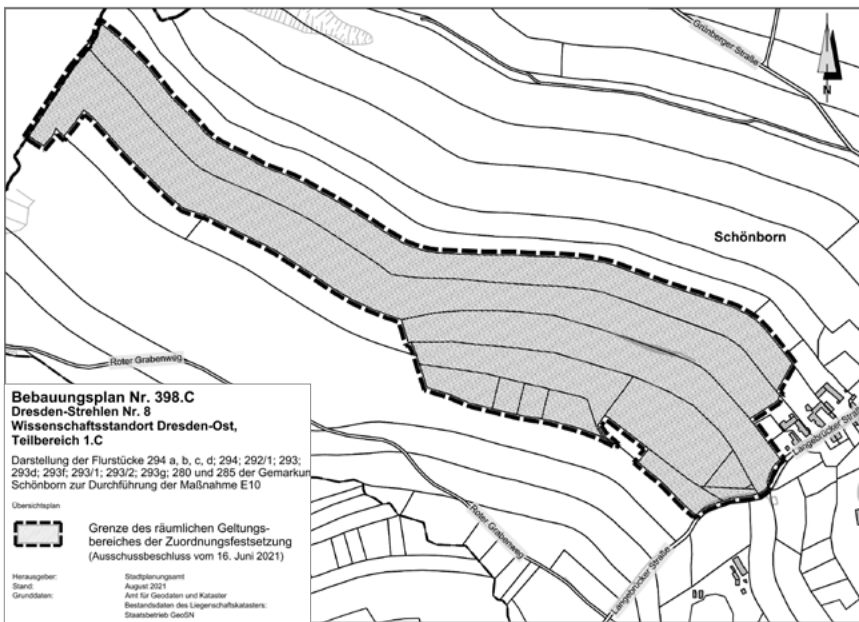 Grünberger Straße
N
Schönborn
Roter Grabenweg
Langebrücker Straße
Roter Grabenweg
Langebrücker Straße
Bebauungsplan Nr. 398.C
Dresden-Strehlen Nr. 8
Wissenschaftsstandort Dresden-Ost,
Teilbereich 1.C
Darstellung der Flurstücke 294 a, b, c, d; 294; 292/1; 293;
293d; 293f; 293/1; 293/2; 293g; 280 und 285 der Gemarkun
Schönborn zur Durchführung der Maßnahme E10
Übersichtsplan
Grenze des räumlichen Geltungs-
bereiches der Zuordnungsfestsetzung
(Ausschussbeschluss vom 16. Juni 2021)
Herausgeber: Stadtplanungsamt
Stand: August 2021
Grunddaten: Amt für Geodaten und Kataster
Bestandsdaten des Liegenschaftskatasters:
Staatsbetrieb GeoSN